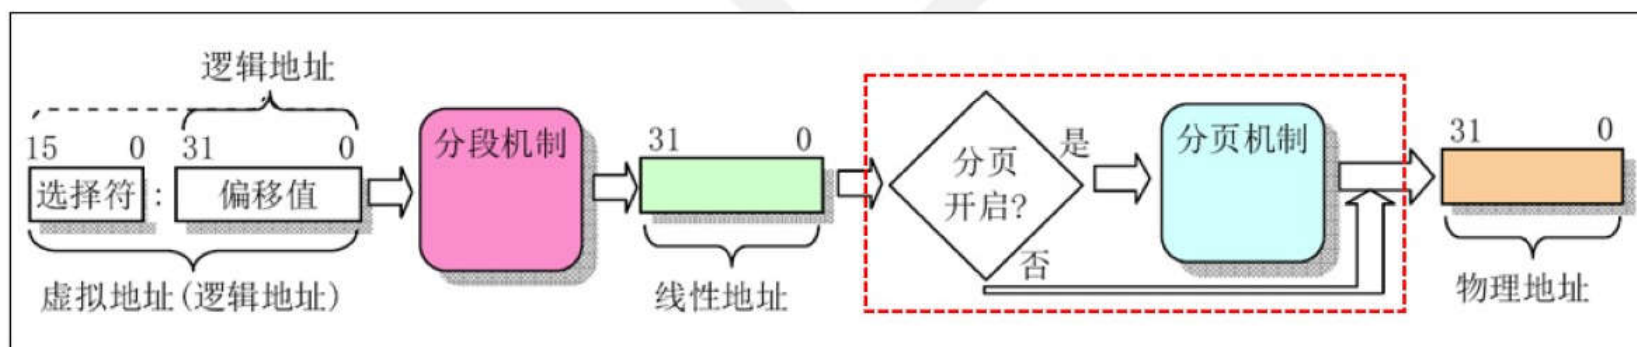 逻辑地址
15 0 31 0
选择符 : 偏移值
虚拟地址(逻辑地址)
分段机制
31 0
线性地址
分页
开启?
是
否
分页机制
31 0
物理地址